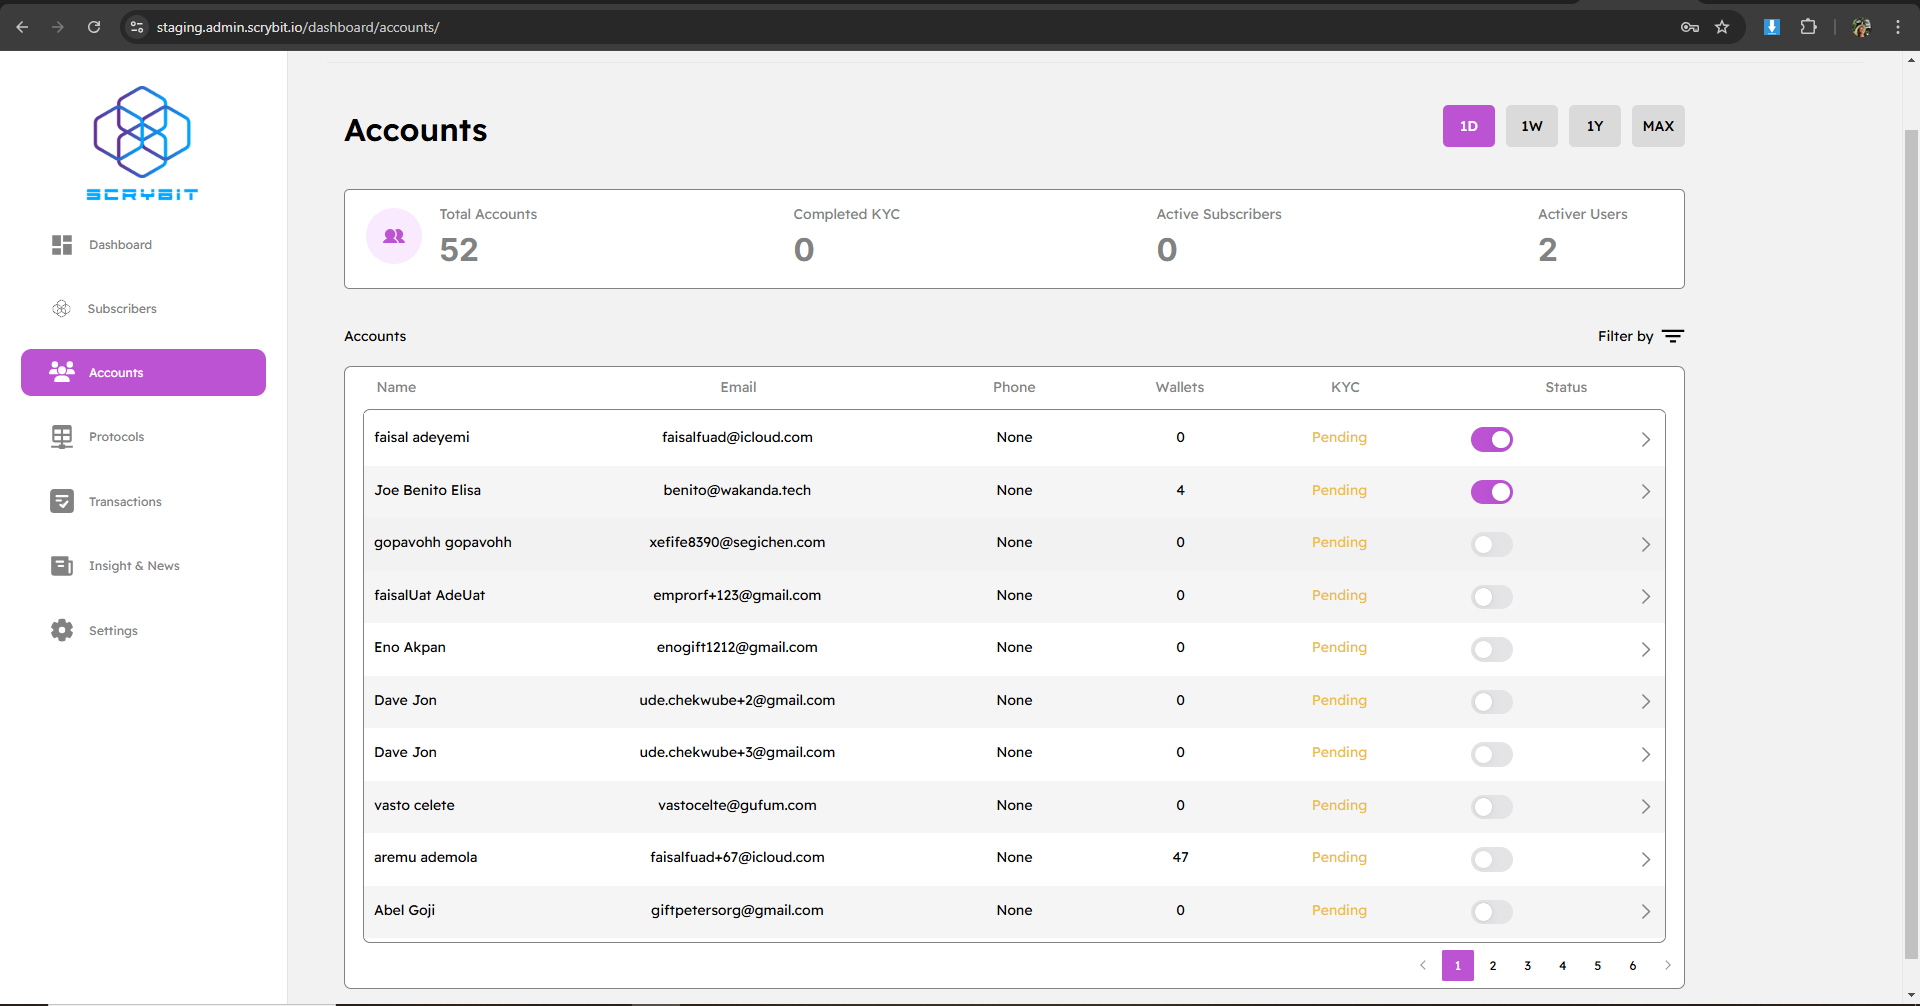 staging.admin.scrybit.io/dashboard/accounts/
SCRYBIT
Dashboard
Subscribers
Accounts
Protocols
Transactions
Insight & News
Settings
Accounts
1D 1W 1Y MAX
Total Accounts Completed KYC Active Subscribers Activer Users
52 0 0 2
Accounts Filter by
Name Email Phone Wallets KYC Status
faisal adeyemi faisalfuad@icloud.com None 0 Pending
Joe Benito Elisa benito@wakanda.tech None 4 Pending
gopavohh gopavohh xefife8390@segichen.com None 0 Pending
faisalUat AdeUat emprorf+123@gmail.com None 0 Pending
Eno Akpan enogift1212@gmail.com None 0 Pending
Dave Jon ude.chekwube+2@gmail.com None 0 Pending
Dave Jon ude.chekwube+3@gmail.com None 0 Pending
vasto celete vastocelte@gufum.com None 0 Pending
aremu ademola faisalfuad+67@icloud.com None 47 Pending
Abel Goji giftpetersorg@gmail.com None 0 Pending
1 2 3 4 5 6